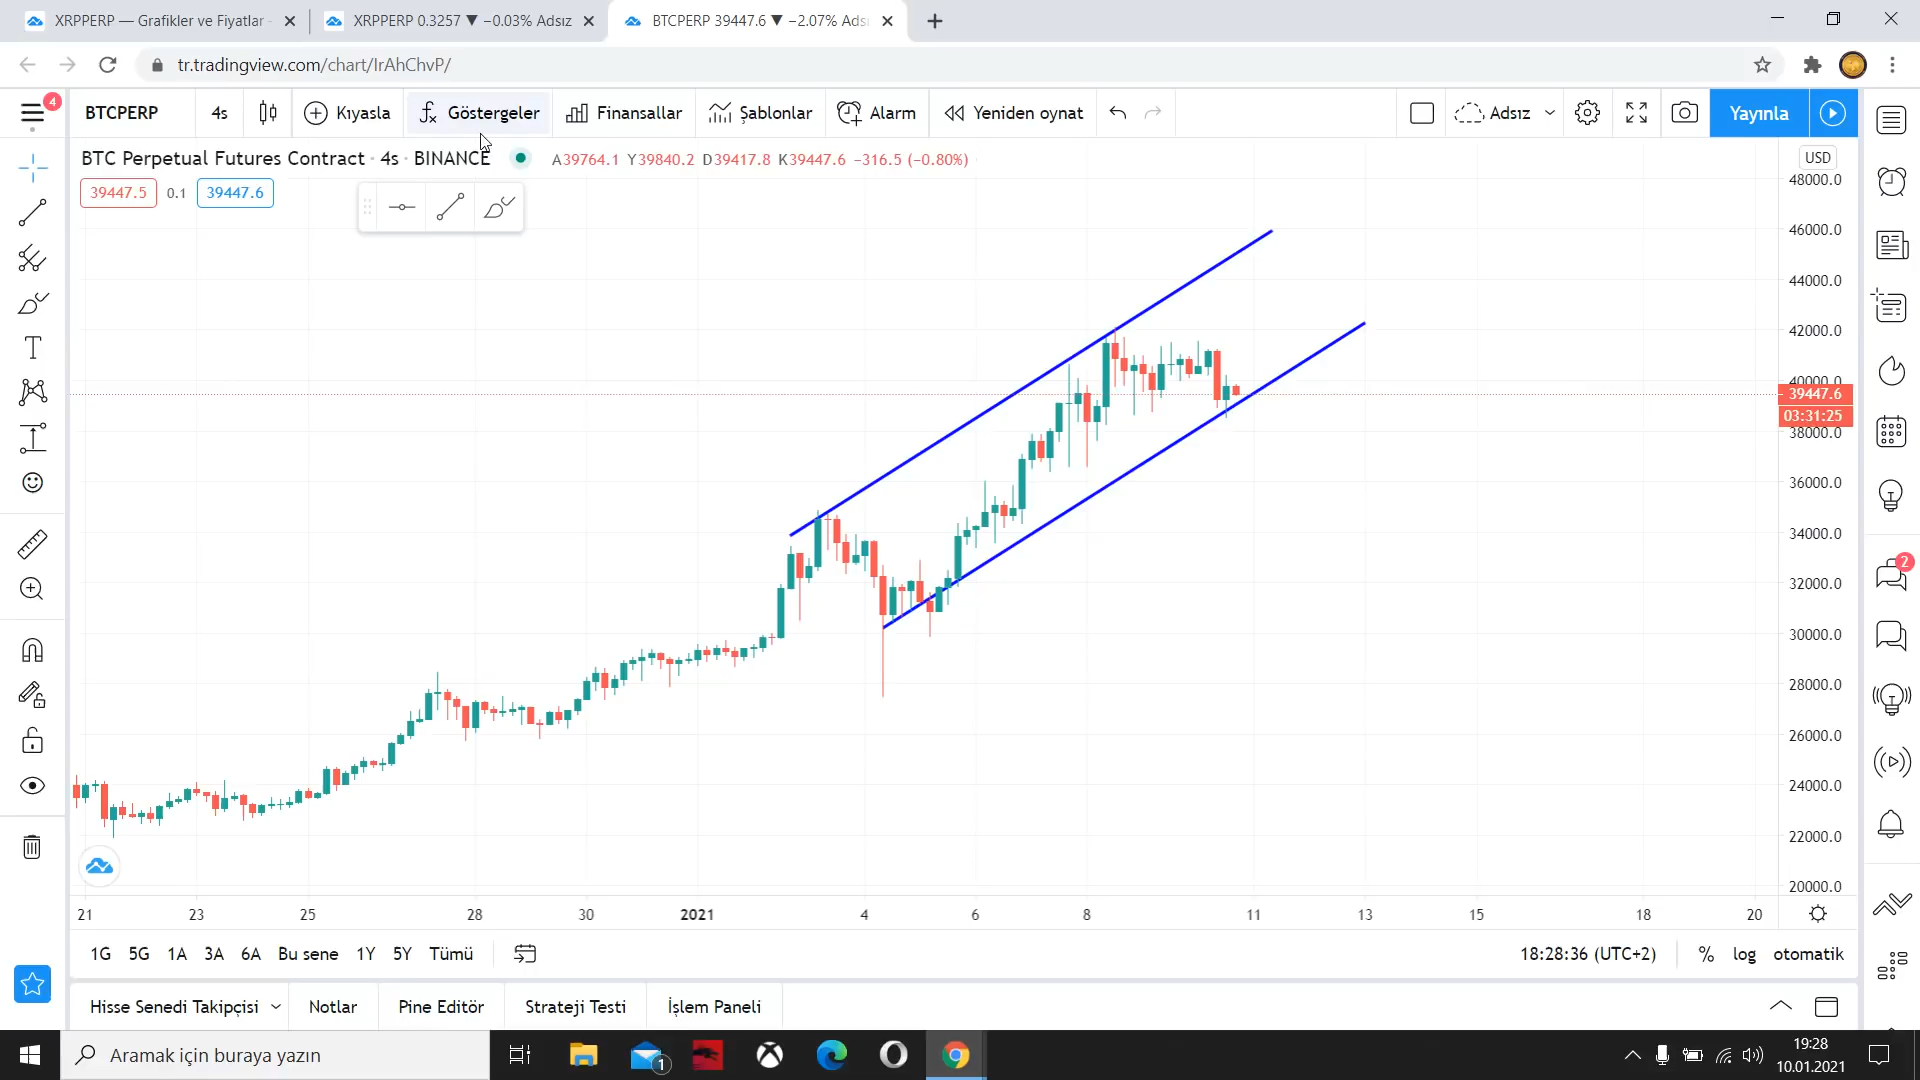 XRPPERP — Grafikler ve Fiyatlar
XRPPERP 0.3257 ▼ −0.03% Adsız
BTCPERP 39447.6 ▼ −2.07% Ads
tr.tradingview.com/chart/IrAhChvP/
4
BTCPERP
4s
Kıyasla
Göstergeler
Finansallar
Şablonlar
Alarm
Yeniden oynat
Adsız
Yayınla
BTC Perpetual Futures Contract · 4s · BINANCE
A39764.1 Y39840.2 D39417.8 K39447.6 −316.5 (−0.80%)
USD
39447.5
0.1
39447.6
48000.0
46000.0
44000.0
42000.0
40000.0
39447.6
03:31:25
38000.0
36000.0
34000.0
32000.0
30000.0
28000.0
26000.0
24000.0
22000.0
20000.0
2
21 23 25 28 30 2021 4 6 8 11 13 15 18 20
1G 5G 1A 3A 6A Bu sene 1Y 5Y Tümü
18:28:36 (UTC+2)
% log otomatik
Hisse Senedi Takipçisi
Notlar
Pine Editör
Strateji Testi
İşlem Paneli
Aramak için buraya yazın
1
19:28
10.01.2021